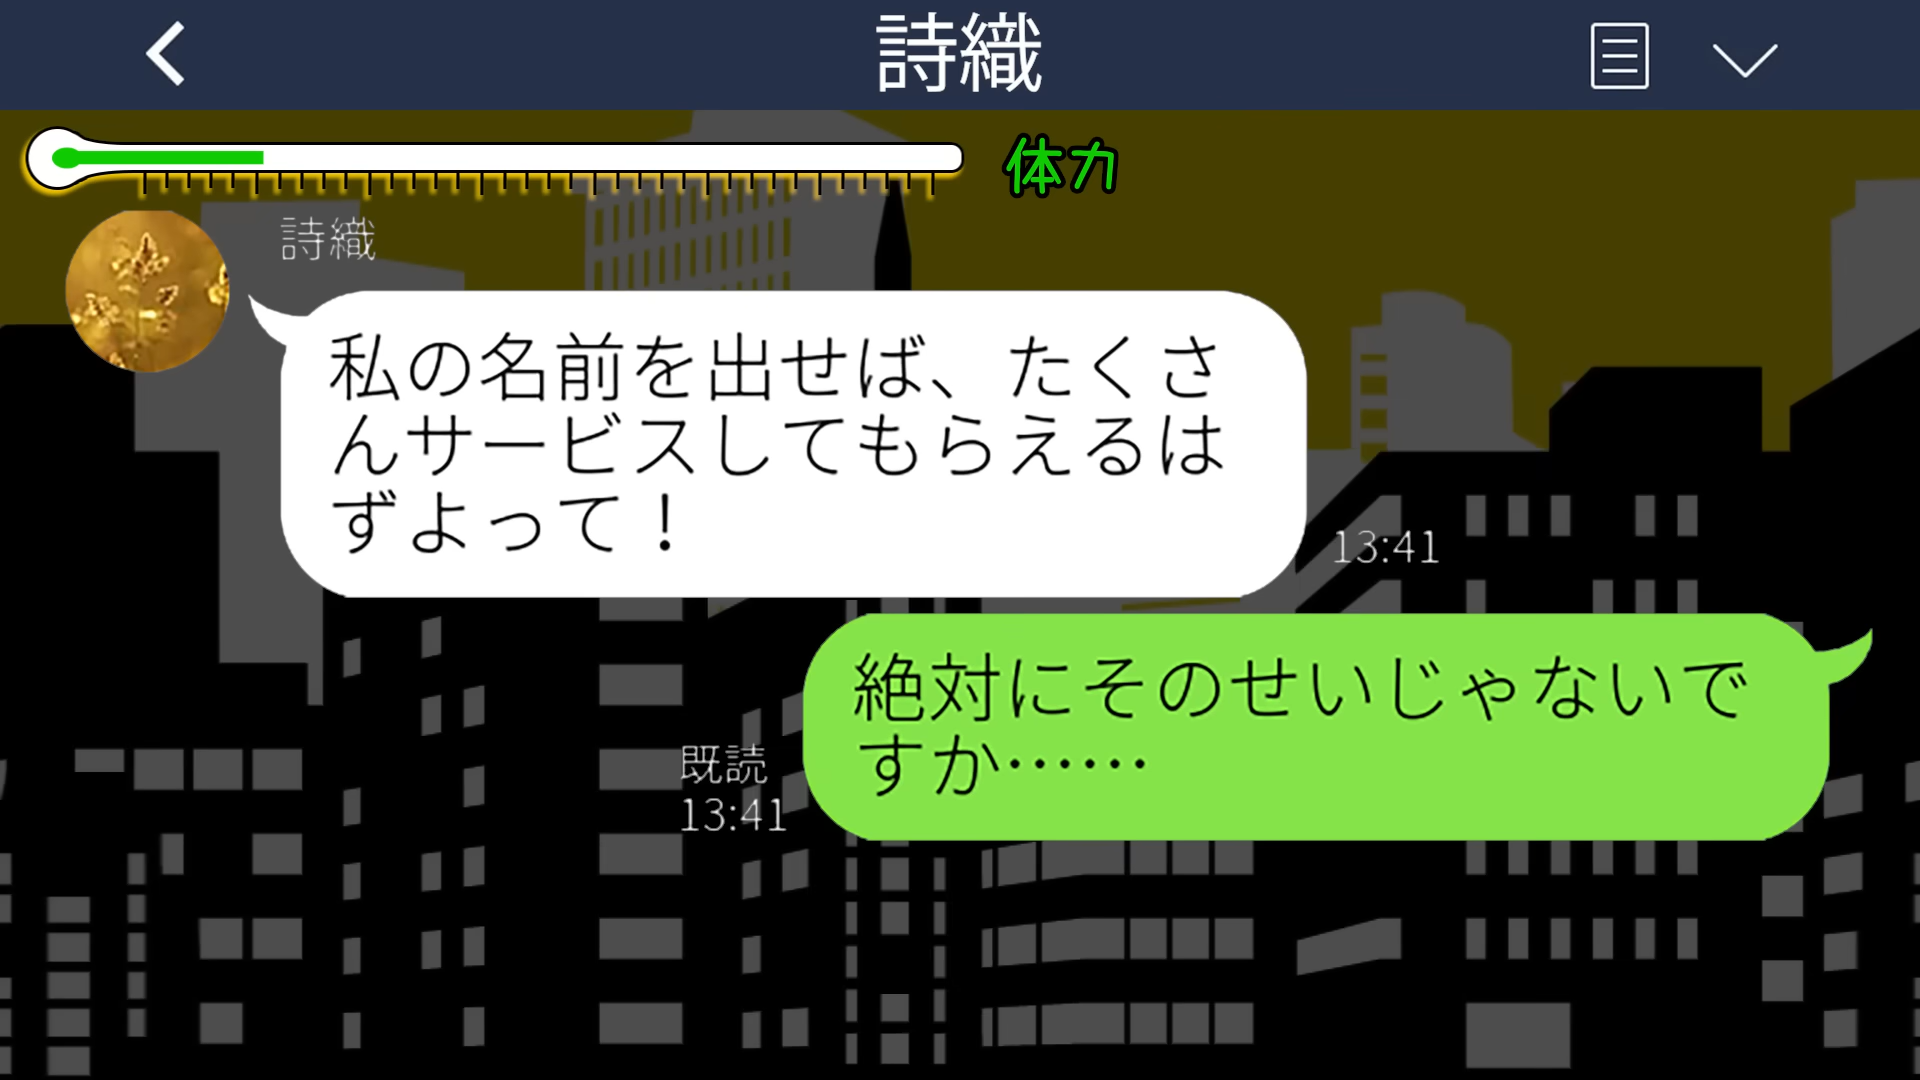 詩織
体力
詩織
私の名前を出せば、たくさ
んサービスしてもらえるは
ずよって！
13:41
絶対にそのせいじゃないで
すか……
既読
13:41